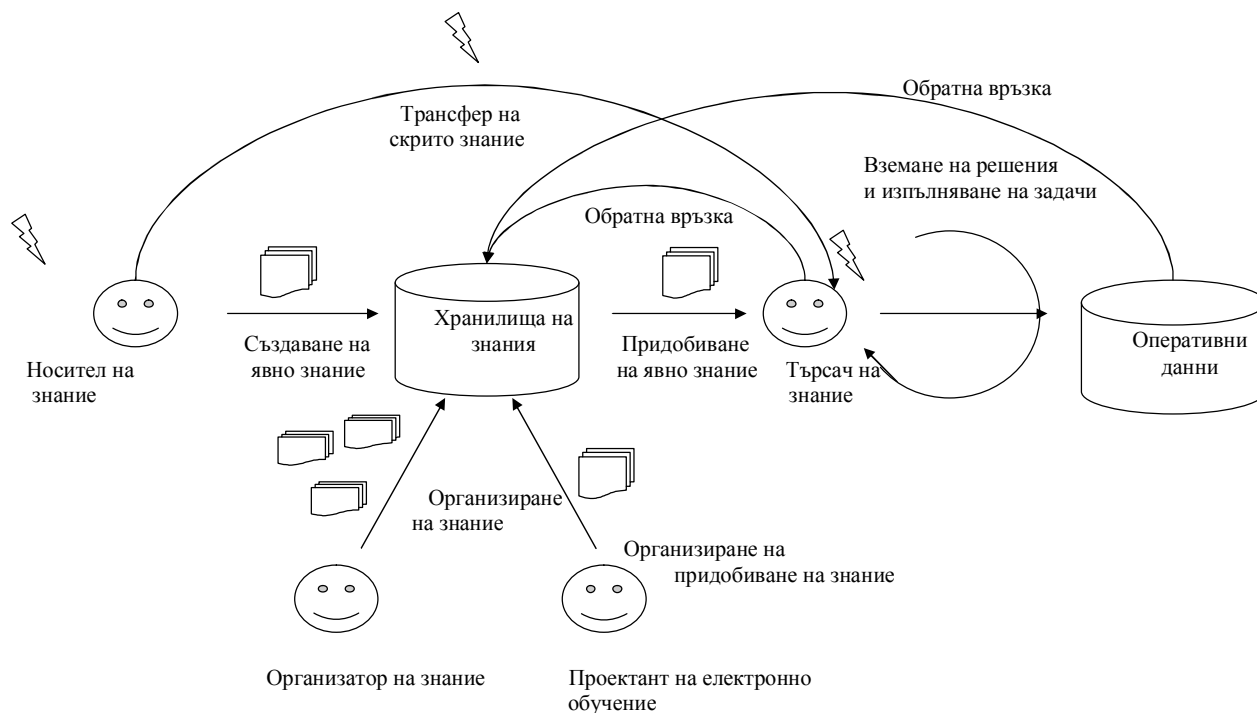 Обратна връзка
Трансфер на
скрито знание
Вземане на решения
и изпълняване на задачи
Обратна връзка
Хранилища на
знания
Оперативни
данни
Създаване на
явно знание
Придобиване
на явно знание
Носител на
знание
Търсач на
знание
Организиране
на знание
Организиране на
придобиване на знание
Организатор на знание
Проектант на електронно
обучение